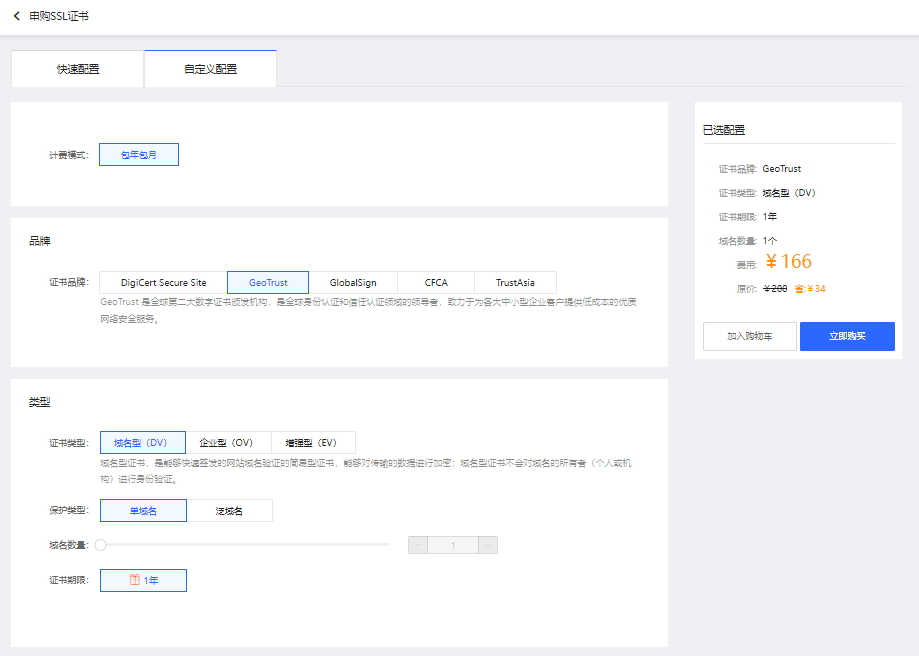 申购SSL证书
快速配置
自定义配置
计费模式:
包年包月
品牌
证书品牌:
DigiCert Secure Site
GeoTrust
GlobalSign
CFCA
TrustAsia
GeoTrust 是全球第二大数字证书颁发机构，是全球身份认证和信任认证领域的领导者，致力于为各大中小型企业客户提供低成本的优质
网络安全服务。
类型
证书类型:
域名型（DV）
企业型（OV）
增强型（EV）
域名型证书，是能够快速签发的网站域名验证的简易型证书，能够对传输的数据进行加密；域名型证书不会对域名的所有者（个人或机
构）进行身份验证。
保护类型:
单域名
泛域名
域名数量:
1
证书期限:
1年
已选配置
证书品牌: GeoTrust
证书类型: 域名型（DV）
证书期限: 1年
域名数量: 1个
费用: ￥166
原价: ￥200 省:￥34
加入购物车
立即购买